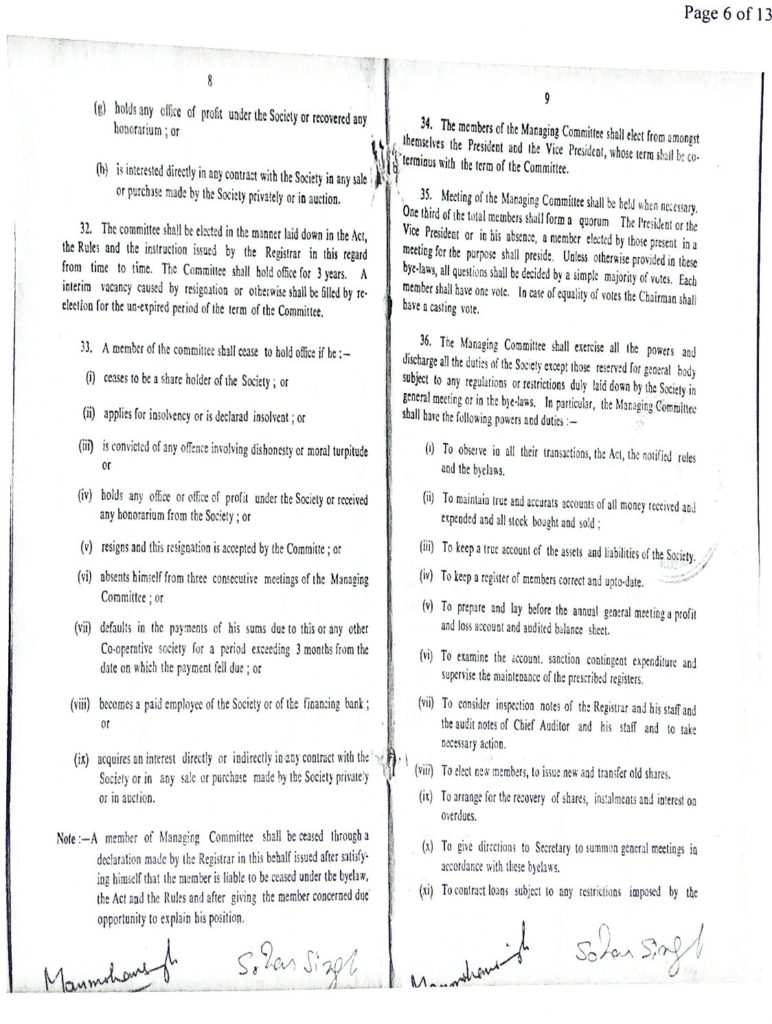 Page 6 of 13
8
(g) holds any office of profit under the Society or recovered any
honorarium ; or
(h) is interested directly in any contract with the Society in any sale
or purchase made by the Society privately or in auction.
32. The committee shall be elected in the manner laid down in the Act,
the Rules and the instruction issued by the Registrar in this regard
from time to time. The Committee shall hold office for 3 years. A
interim vacancy caused by resignation or otherwise shall be filled by re-
election for the un-expired period of the term of the Committee.
33. A member of the committee shall cease to hold office if he :—
(i) ceases to be a share holder of the Society ; or
(ii) applies for insolvency or is declarad insolvent ; or
(iii) is convicted of any offence involving dishonesty or moral turpitude
or
(iv) holds any office or office of profit under the Society or received
any honorarium from the Society ; or
(v) resigns and this resignation is accepted by the Committe ; or
(vi) absents himself from three consecutive meetings of the Managing
Committee ; or
(vii) defaults in the payments of his sums due to this or any other
Co-operative society for a period exceeding 3 months from the
date on which the payment fell due ; or
(viii) becomes a paid employee of the Society or of the financing bank ;
or
(ix) acquires an interest directly or indirectly in any contract with the
Society or in any sale or purchase made by the Society privately
or in auction.
Note :—A member of Managing Committee shall be ceased through a
declaration made by the Registrar in this behalf issued after satisfy-
ing himself that the member is liable to be ceased under the byelaw,
the Act and the Rules and after giving the member concerned due
opportunity to explain his position.
Manmohansingh
Sohan Singh
9
34. The members of the Managing Committee shall elect from amongst
themselves the President and the Vice President, whose term shall be co-
terminus with the term of the Committee.
35. Meeting of the Managing Committee shall be held when necessary.
One third of the total members shall form a quorum The President or the
Vice President or in his absence, a member elected by those present in a
meeting for the purpose shall preside. Unless otherwise provided in these
bye-laws, all questions shall be decided by a simple majority of votes. Each
member shall have one vote. In case of equality of votes the Chairman shall
have a casting vote.
36. The Managing Committee shall exercise all the powers and
discharge all the duties of the Society except those reserved for general body
subject to any regulations or restrictions duly laid down by the Society in
general meeting or in the bye-laws. In particular, the Managing Committee
shall have the following powers and duties :—
(i) To observe in all their transactions, the Act, the notified rules
and the byelaws.
(ii) To maintain true and accurats accounts of all money received and
expended and all stock bought and sold ;
(iii) To keep a true account of the assets and liabilities of the Society.
(iv) To keep a register of members correct and upto-date.
(v) To prepare and lay before the annual general meeting a profit
and loss account and audited balance sheet.
(vi) To examine the account. sanction contingent expenditure and
supervise the maintenance of the prescribed registers.
(vii) To consider inspection notes of the Registrar and his staff and
the audit notes of Chief Auditor and his staff and to take
necessary action.
(viii) To elect new members, to issue new and transfer old shares.
(ix) To arrange for the recovery of shares, instalments and interest on
overdues.
(x) To give directions to Secretary to summon general meetings in
accordance with these byelaws.
(xi) To contract loans subject to any restrictions imposed by the
Manmohansingh
Sohan Singh